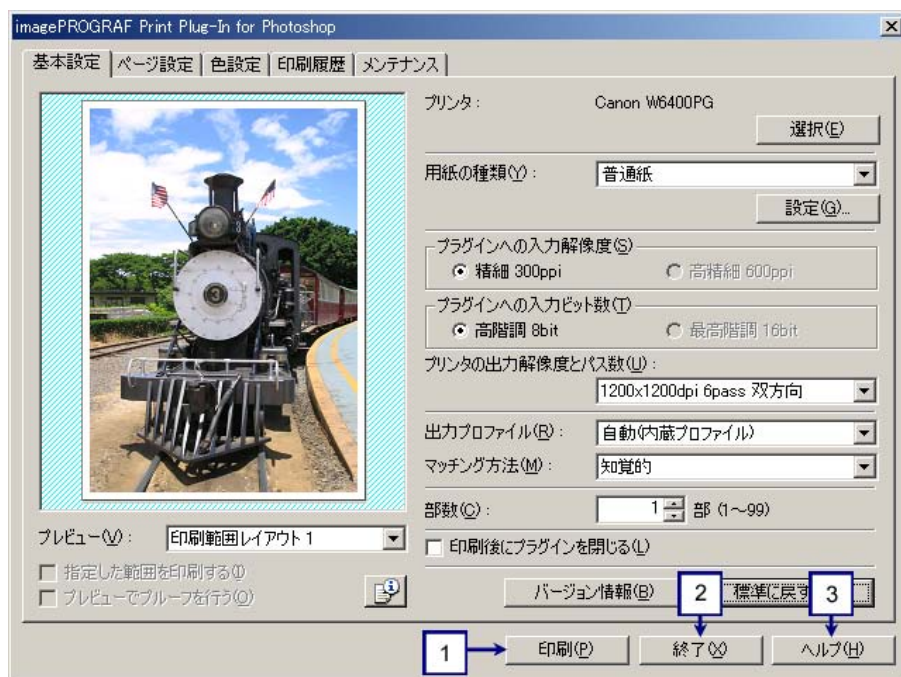 imagePROGRAF Print Plug-In for Photoshop
基本設定 ページ設定 色設定 印刷履歴 メンテナンス
プリンタ： Canon W6400PG
選択(E)
用紙の種類(Y)： 普通紙
設定(G)...
プラグインへの入力解像度(S)
精細 300ppi 高精細 600ppi
プラグインへの入力ビット数(T)
高階調 8bit 最高階調 16bit
プリンタの出力解像度とパス数(U)：
1200x1200dpi 6pass 双方向
出力プロファイル(R)： 自動(内蔵プロファイル)
マッチング方法(M)： 知覚的
部数(C)： 1 部 (1～99)
印刷後にプラグインを閉じる(L)
3
プレビュー(V)： 印刷範囲レイアウト 1
指定した範囲を印刷する(I)
プレビューでプルーフを行う(O)
バージョン情報(B) 標準に戻す
1 2 3
印刷(P) 終了(X) ヘルプ(H)